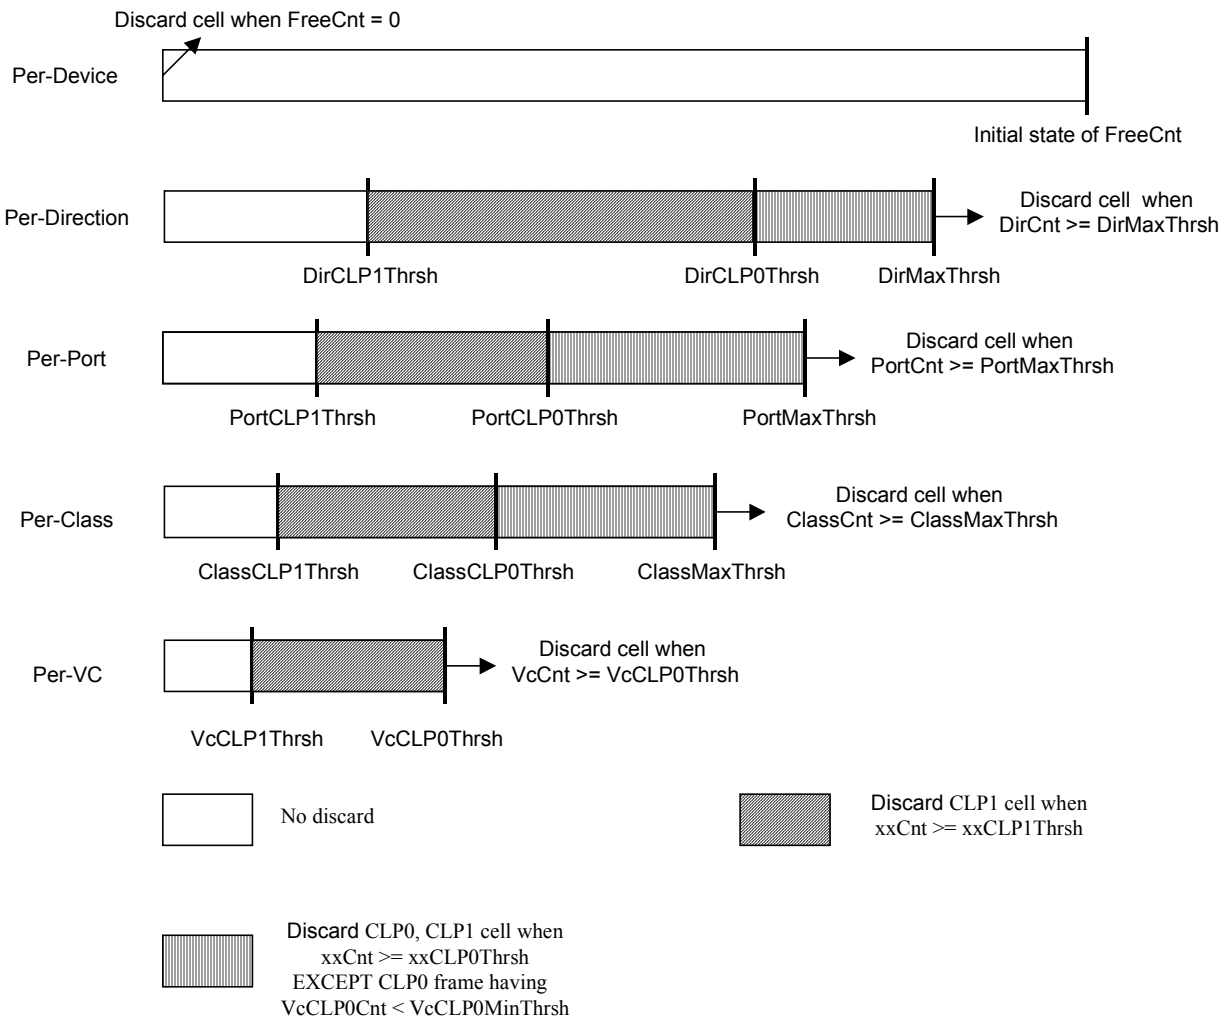 Discard cell when FreeCnt = 0
Per-Device
Initial state of FreeCnt
Per-Direction
Discard cell when
DirCnt >= DirMaxThrsh
DirCLP1Thrsh
DirCLP0Thrsh
DirMaxThrsh
Per-Port
Discard cell when
PortCnt >= PortMaxThrsh
PortCLP1Thrsh
PortCLP0Thrsh
PortMaxThrsh
Per-Class
Discard cell when
ClassCnt >= ClassMaxThrsh
ClassCLP1Thrsh
ClassCLP0Thrsh
ClassMaxThrsh
Per-VC
Discard cell when
VcCnt >= VcCLP0Thrsh
VcCLP1Thrsh
VcCLP0Thrsh
No discard
Discard CLP1 cell when
xxCnt >= xxCLP1Thrsh
Discard CLP0, CLP1 cell when
xxCnt >= xxCLP0Thrsh
EXCEPT CLP0 frame having
VcCLP0Cnt < VcCLP0MinThrsh